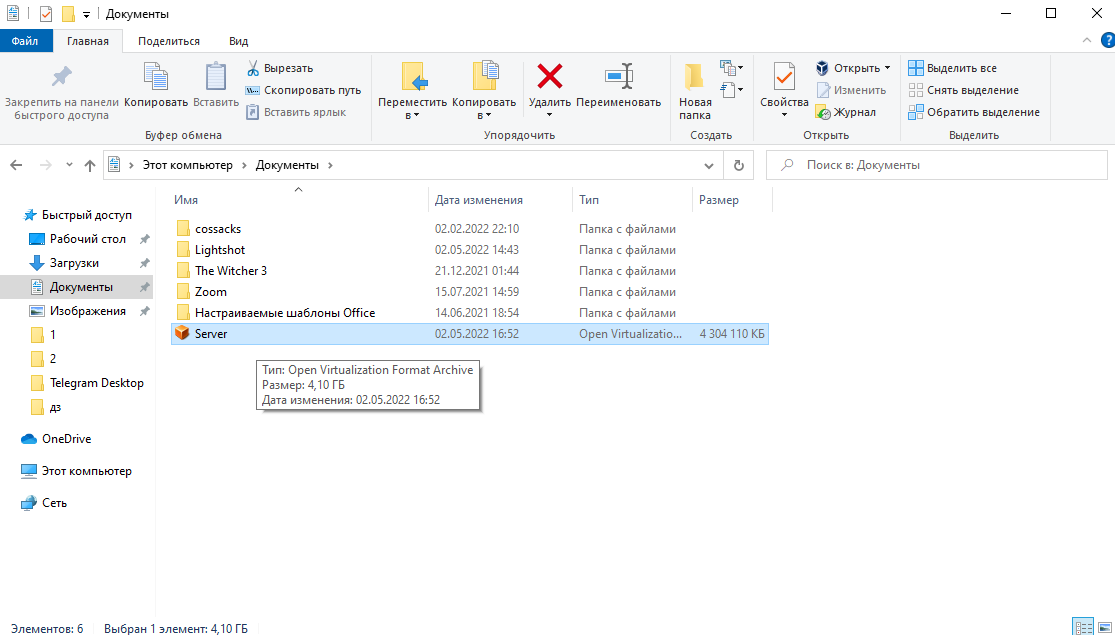 Документы
Файл Главная Поделиться Вид
Закрепить на панели быстрого доступа
Копировать
Вставить
Вырезать
Скопировать путь
Вставить ярлык
Буфер обмена
Переместить в
Копировать в
Удалить
Переименовать
Упорядочить
Новая папка
Создать
Свойства
Открыть
Изменить
Журнал
Открыть
Выделить все
Снять выделение
Обратить выделение
Выделить
Этот компьютер Документы
Поиск в: Документы
Быстрый доступ
Рабочий стол
Загрузки
Документы
Изображения
1
2
Telegram Desktop
дз
OneDrive
Этот компьютер
Сеть
Имя Дата изменения Тип Размер
cossacks 02.02.2022 22:10 Папка с файлами
Lightshot 02.05.2022 14:43 Папка с файлами
The Witcher 3 21.12.2021 01:44 Папка с файлами
Zoom 15.07.2021 14:59 Папка с файлами
Настраиваемые шаблоны Office 14.06.2021 18:54 Папка с файлами
Server 02.05.2022 16:52 Open Virtualizatio... 4 304 110 КБ
Тип: Open Virtualization Format Archive
Размер: 4,10 ГБ
Дата изменения: 02.05.2022 16:52
Элементов: 6 Выбран 1 элемент: 4,10 ГБ